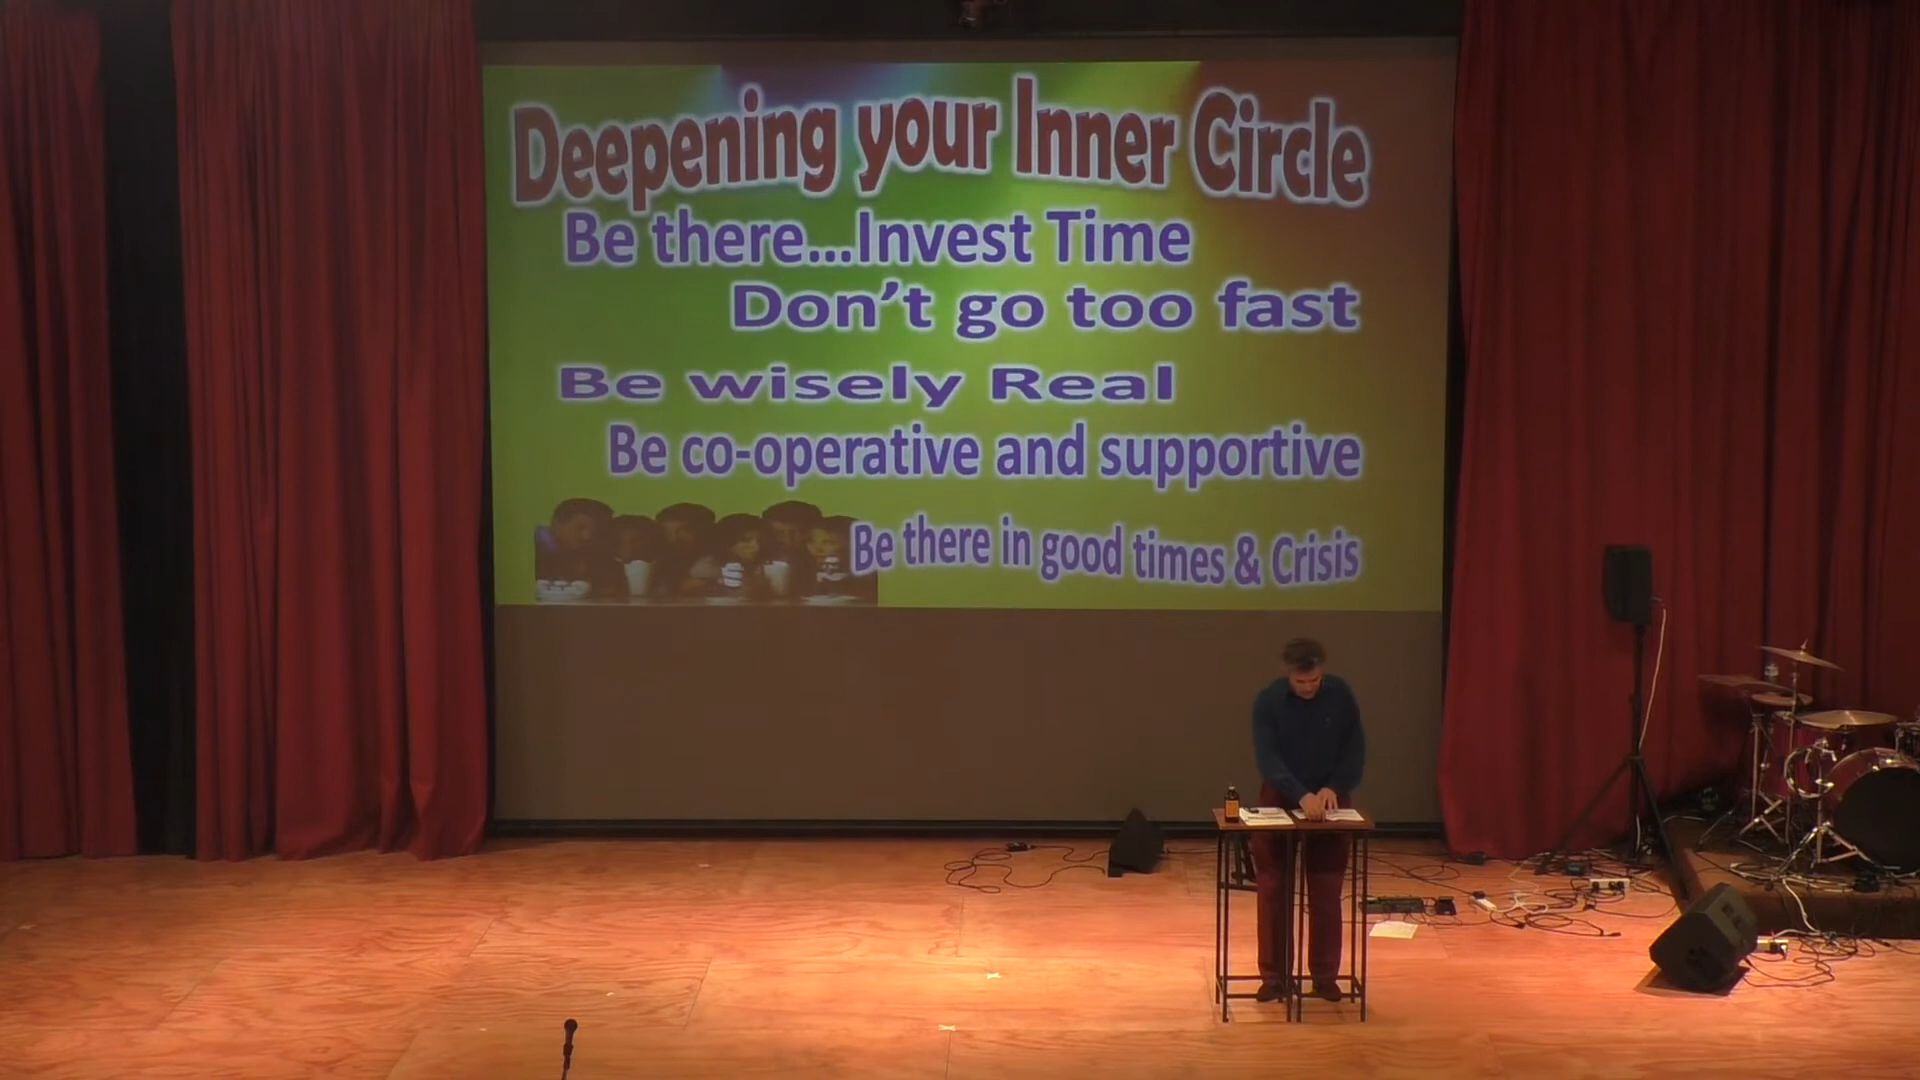 Deepening your Inner Circle
Be there...Invest Time
Don't go too fast
Be wisely Real
Be co-operative and supportive
Be there in good times & Crisis